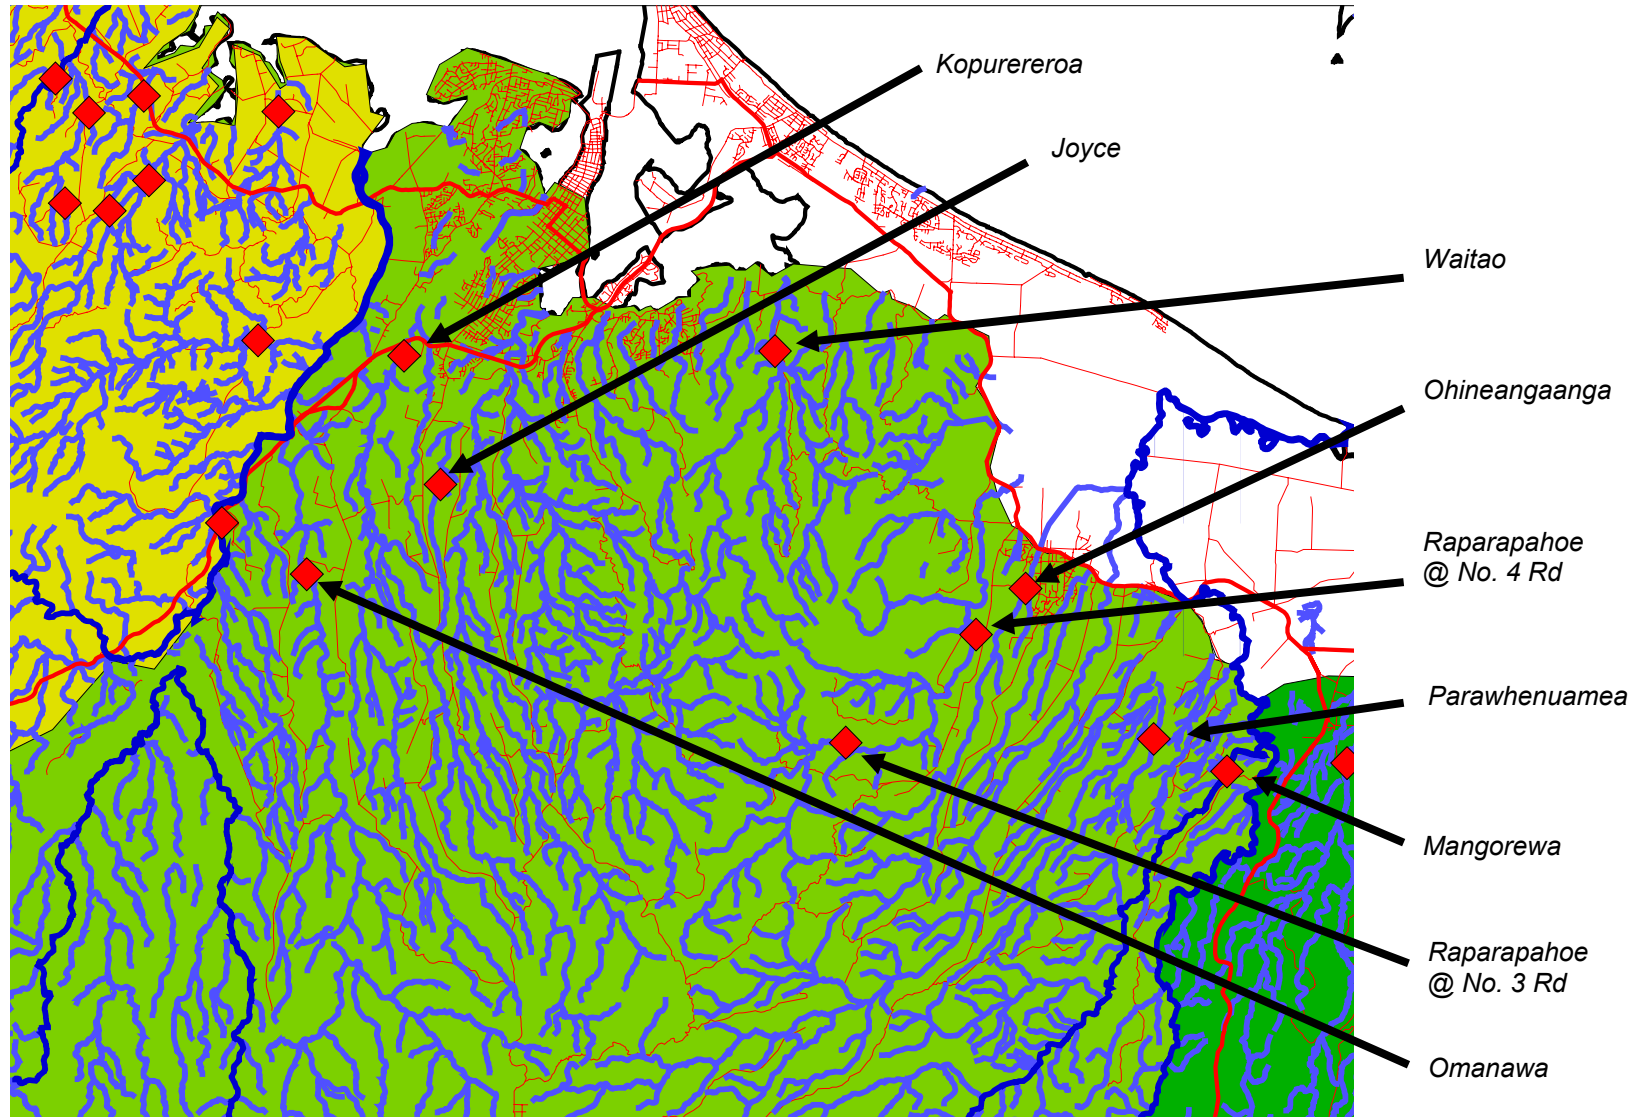 Kopurereroa
Joyce
Waitao
Ohineangaanga
Raparapahoe
@ No. 4 Rd
Parawhenuamea
Mangorewa
Raparapahoe
@ No. 3 Rd
Omanawa